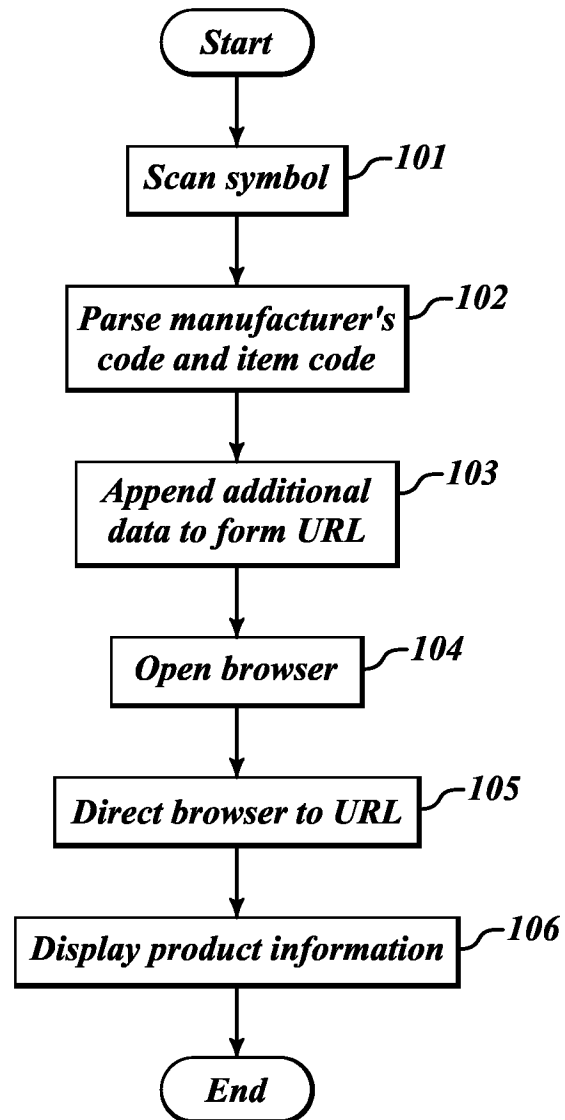 Start
Scan symbol
101
Parse manufacturer's
code and item code
102
Append additional
data to form URL
103
Open browser
104
Direct browser to URL
105
Display product information
106
End